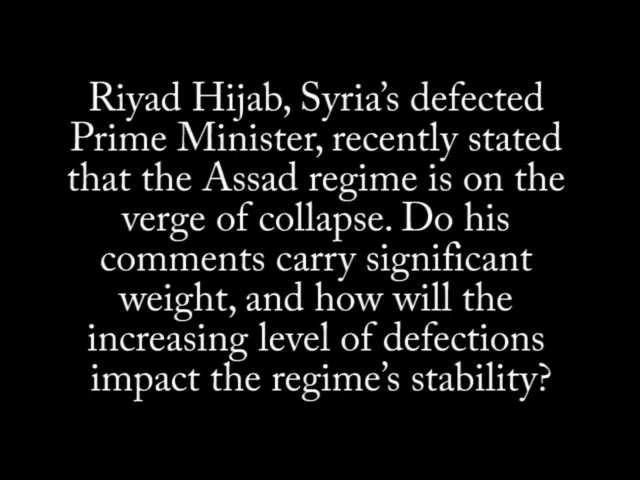 Riyad Hijab, Syria’s defected
Prime Minister, recently stated
that the Assad regime is on the
verge of collapse. Do his
comments carry significant
weight, and how will the
increasing level of defections
impact the regime’s stability?